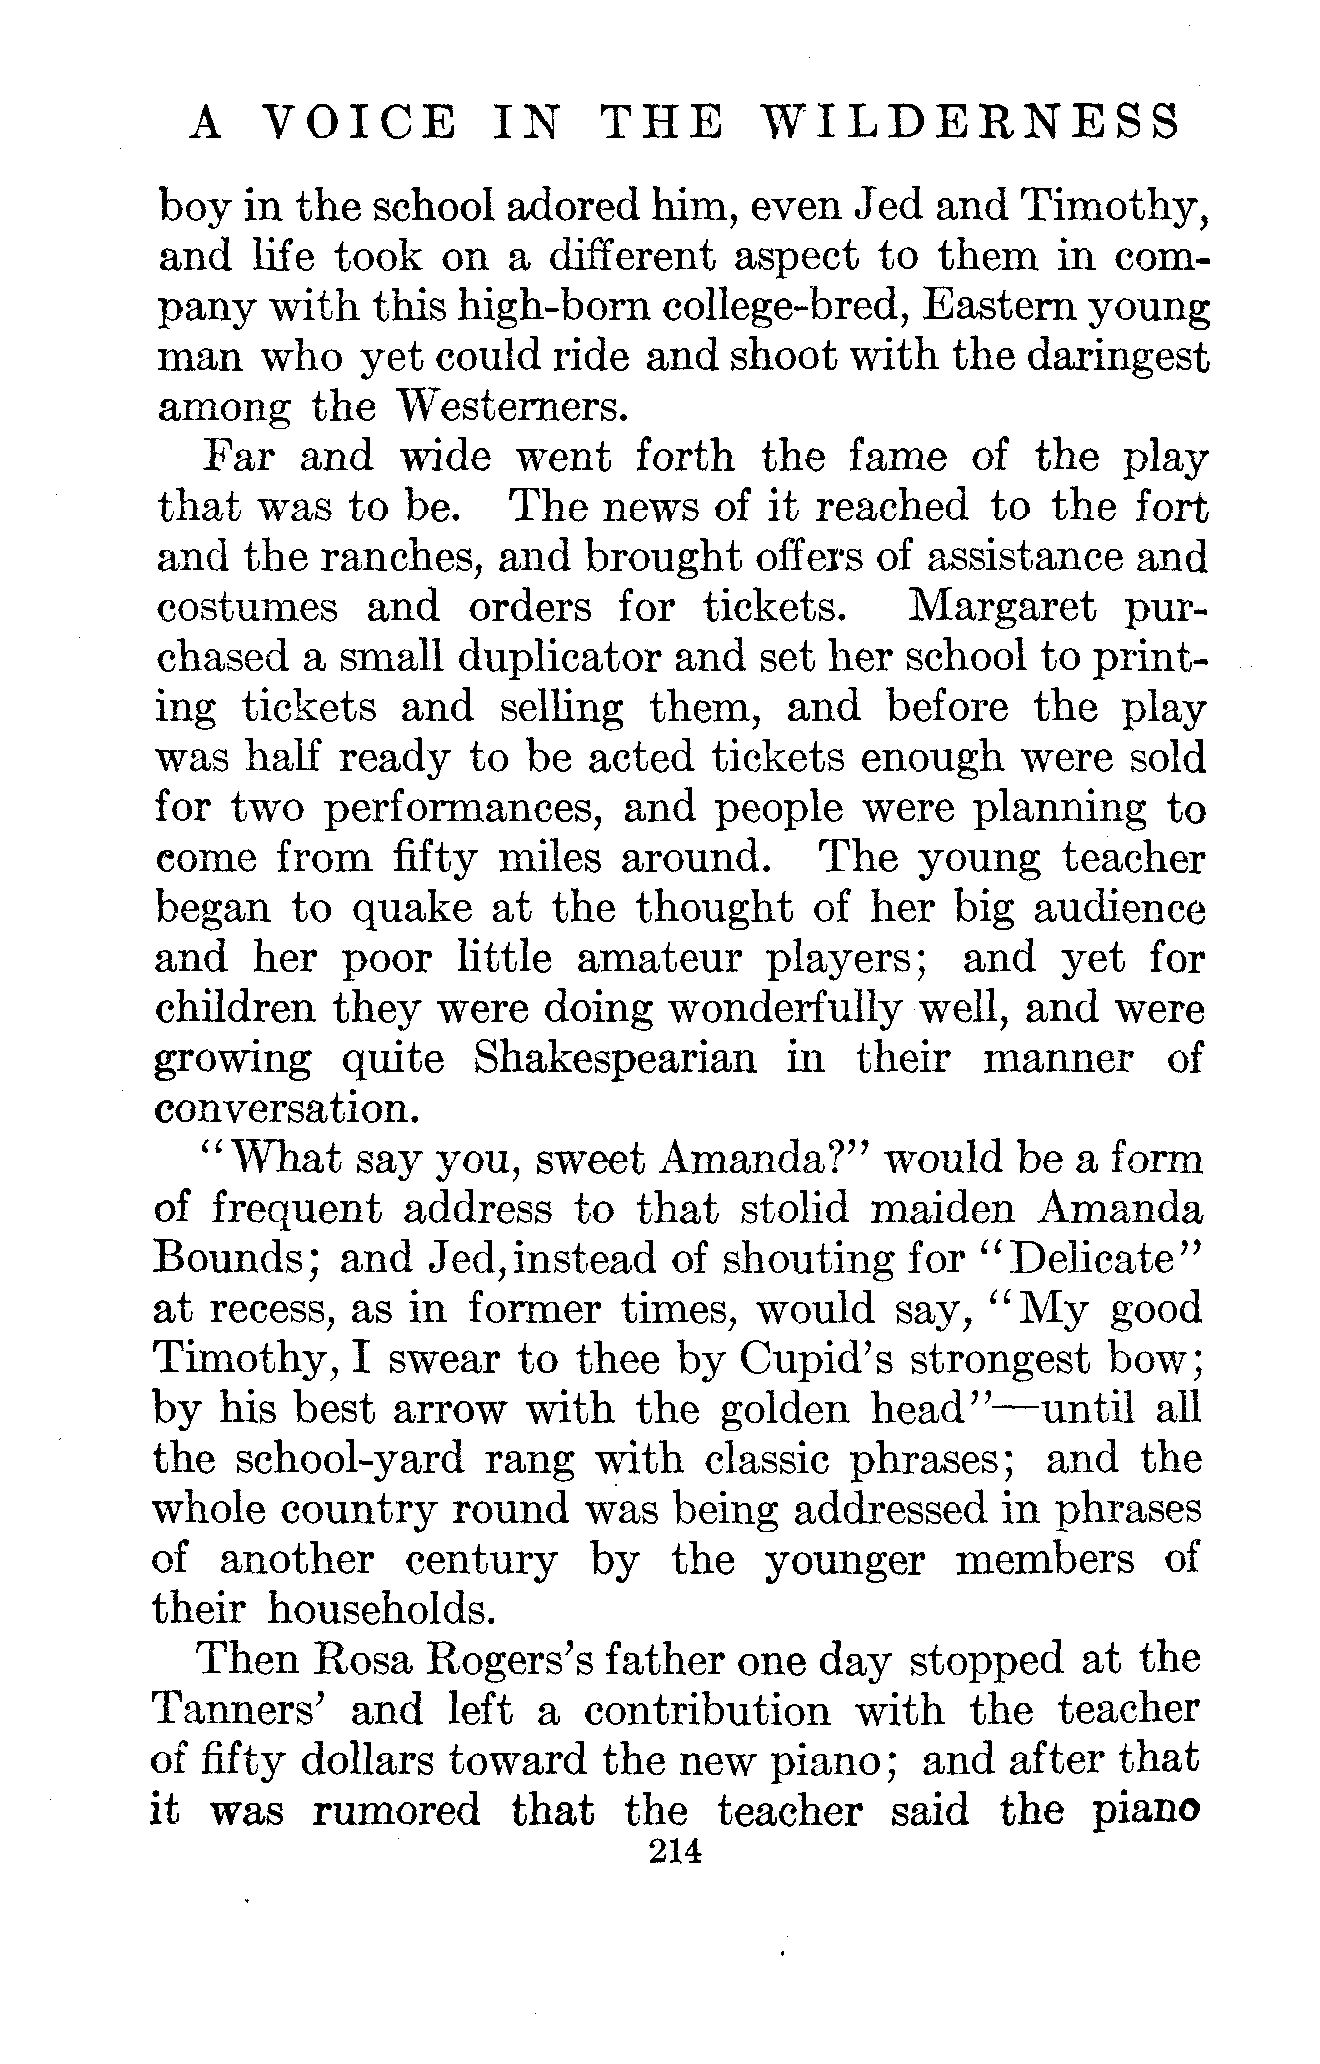 A VOICE IN THE WILDERNESS
boy in the school adored him, even Jed and Timothy,
and life took on a different aspect to them in com-
pany with this high-born college-bred, Eastern young
man who yet could ride and shoot with the daringest
among the Westerners.
Far and wide went forth the fame of the play
that was to be. The news of it reached to the fort
and the ranches, and brought offers of assistance and
costumes and orders for tickets. Margaret pur-
chased a small duplicator and set her school to print-
ing tickets and selling them, and before the play
was half ready to be acted tickets enough were sold
for two performances, and people were planning to
come from fifty miles around. The young teacher
began to quake at the thought of her big audience
and her poor little amateur players; and yet for
children they were doing wonderfully well, and were
growing quite Shakespearian in their manner of
conversation.
"What say you, sweet Amanda?" would be a form
of frequent address to that stolid maiden Amanda
Bounds; and Jed, instead of shouting for "Delicate"
at recess, as in former times, would say, "My good
Timothy, I swear to thee by Cupid's strongest bow;
by his best arrow with the golden head"—until all
the school-yard rang with classic phrases; and the
whole country round was being addressed in phrases
of another century by the younger members of
their households.
Then Rosa Rogers's father one day stopped at the
Tanners' and left a contribution with the teacher
of fifty dollars toward the new piano; and after that
it was rumored that the teacher said the piano
214